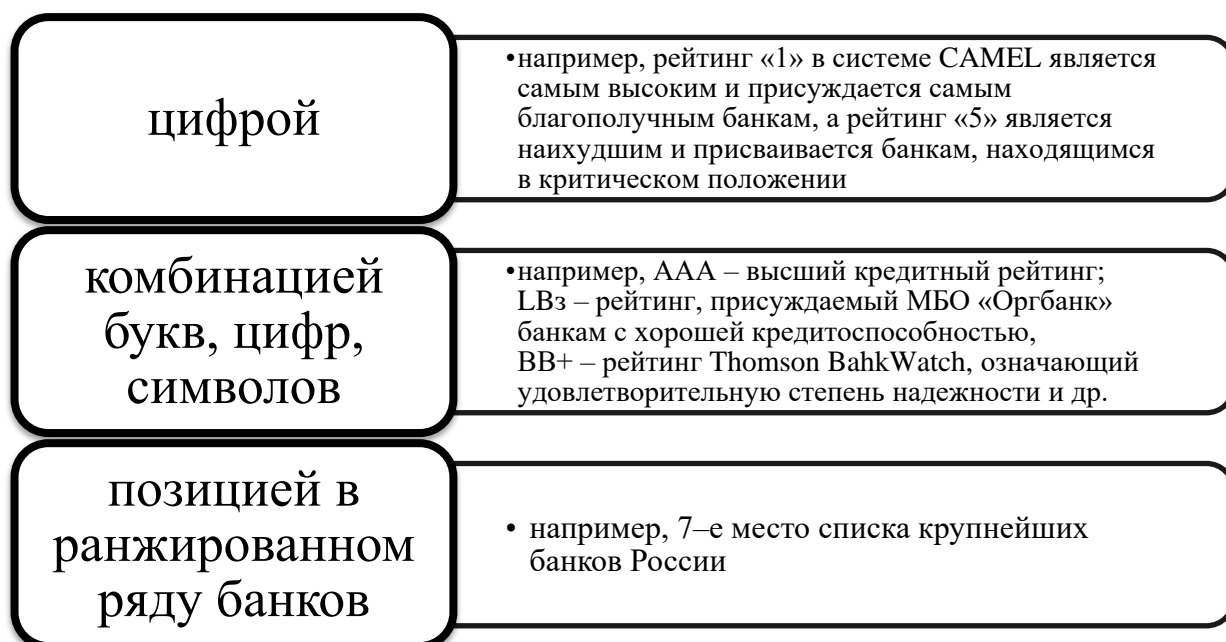 цифрой
•например, рейтинг «1» в системе CAMEL является
самым высоким и присуждается самым
благополучным банкам, а рейтинг «5» является
наихудшим и присваивается банкам, находящимся
в критическом положении
комбинацией
букв, цифр,
символов
•например, ААА – высший кредитный рейтинг;
LBз – рейтинг, присуждаемый МБО «Оргбанк»
банкам с хорошей кредитоспособностью,
ВВ+ – рейтинг Thomson BahkWatch, означающий
удовлетворительную степень надежности и др.
позицией в
ранжированном
ряду банков
• например, 7–е место списка крупнейших
банков России